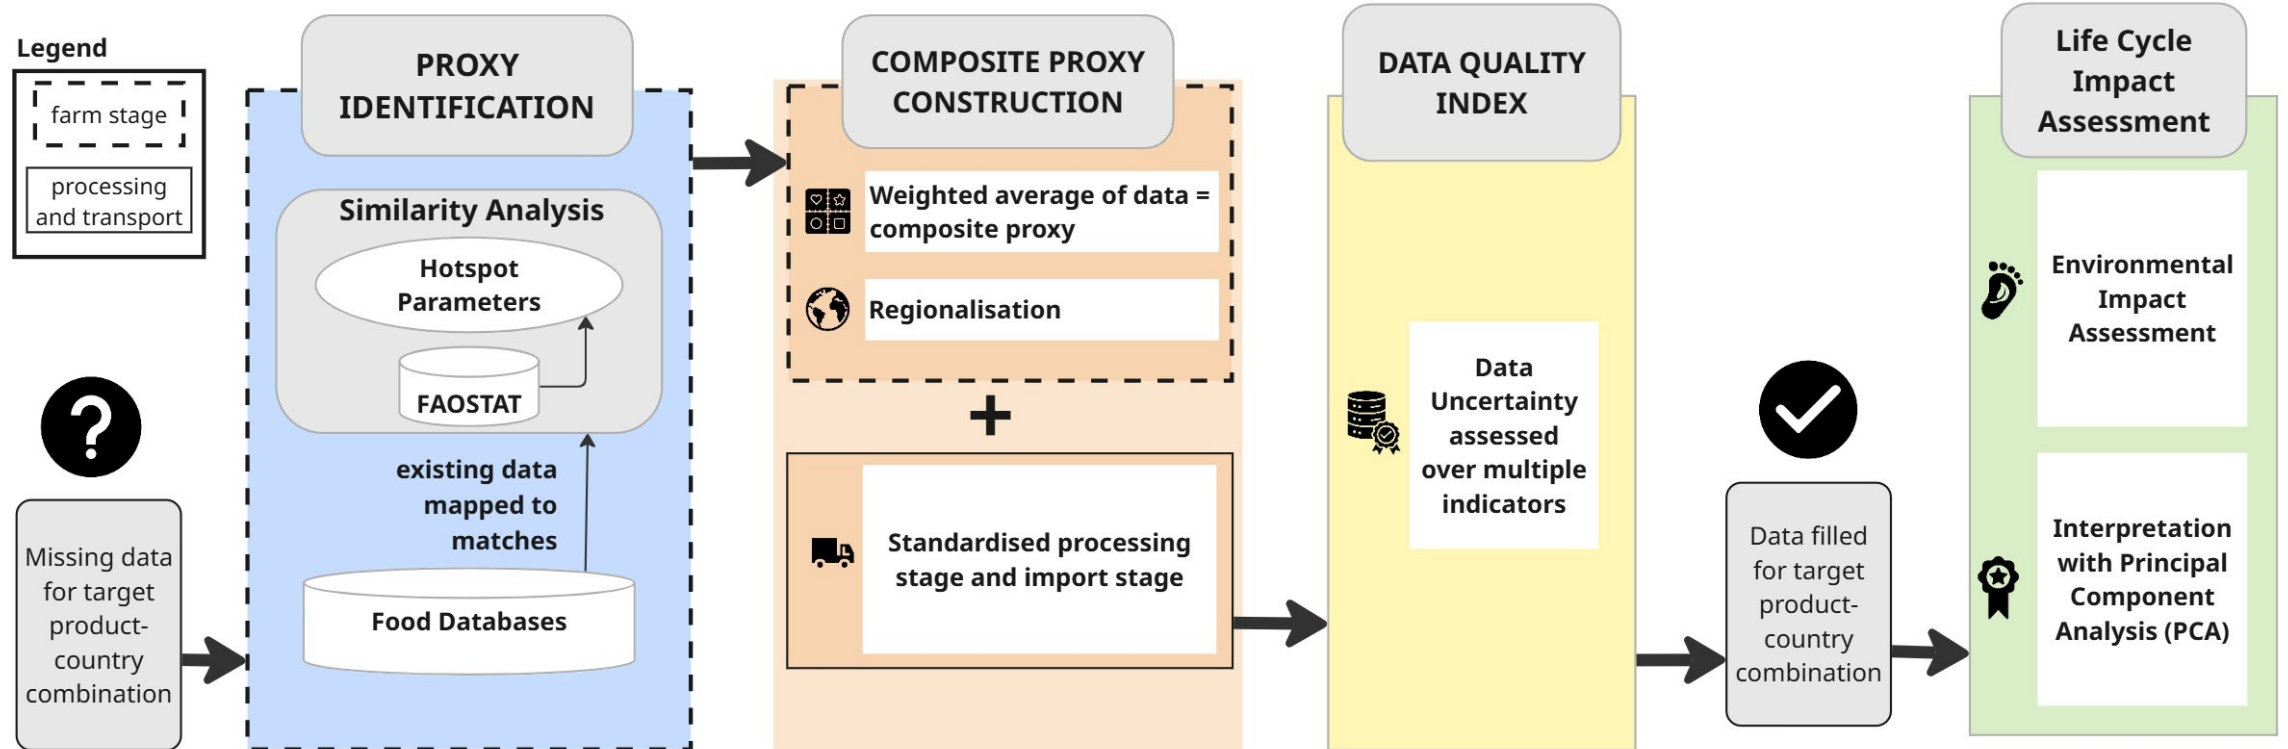 Legend
farm stage
processing
and transport
Missing data
for target
product-
country
combination
PROXY
IDENTIFICATION
Similarity Analysis
Hotspot
Parameters
FAOSTAT
existing data
mapped to
matches
Food Databases
COMPOSITE PROXY
CONSTRUCTION
Weighted average of data =
composite proxy
Regionalisation
+
Standardised processing
stage and import stage
DATA QUALITY
INDEX
Data
Uncertainty
assessed
over multiple
indicators
Data filled
for target
product-
country
combination
Life Cycle
Impact
Assessment
Environmental
Impact
Assessment
Interpretation
with Principal
Component
Analysis (PCA)